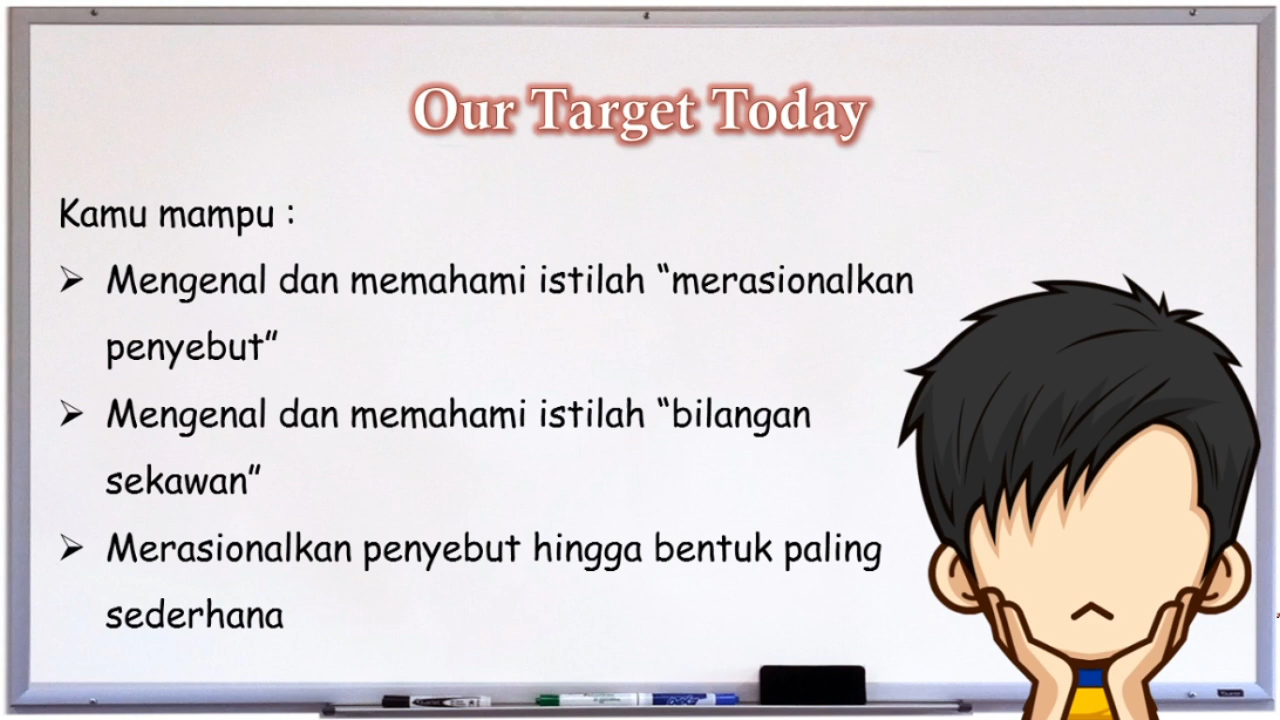 Our Target Today
Kamu mampu :
➢ Mengenal dan memahami istilah “merasionalkan
penyebut”
➢ Mengenal dan memahami istilah “bilangan
sekawan”
➢ Merasionalkan penyebut hingga bentuk paling
sederhana